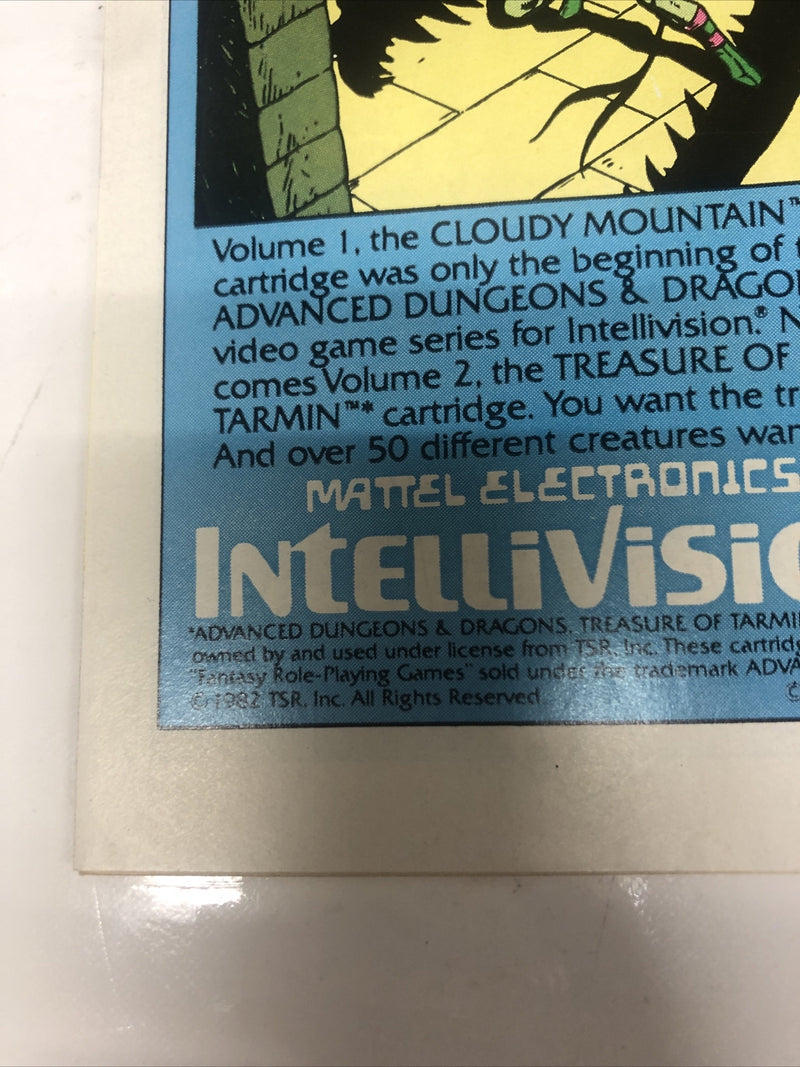 Volume 1, the CLOUDY MOUNTAIN™
cartridge was only the beginning of
ADVANCED DUNGEONS & DRAGO
video game series for Intellivision.® N
comes Volume 2, the TREASURE OF
TARMIN™* cartridge. You want the tr
And over 50 different creatures wan
MATTEL ELECTRONICS
INTELLIVISIO
*ADVANCED DUNGEONS & DRAGONS, TREASURE OF TARMI
owned by and used under license from TSR, Inc. These cartridg
"Fantasy Role-Playing Games" sold under the trademark ADVA
© 1982 TSR, Inc. All Rights Reserved